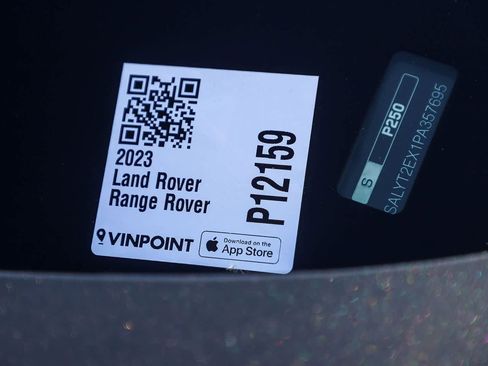 2023
Land Rover
Range Rover
P12159
VINPOINT
Download on the
App Store
S P250
SALYT2EX1PA357695